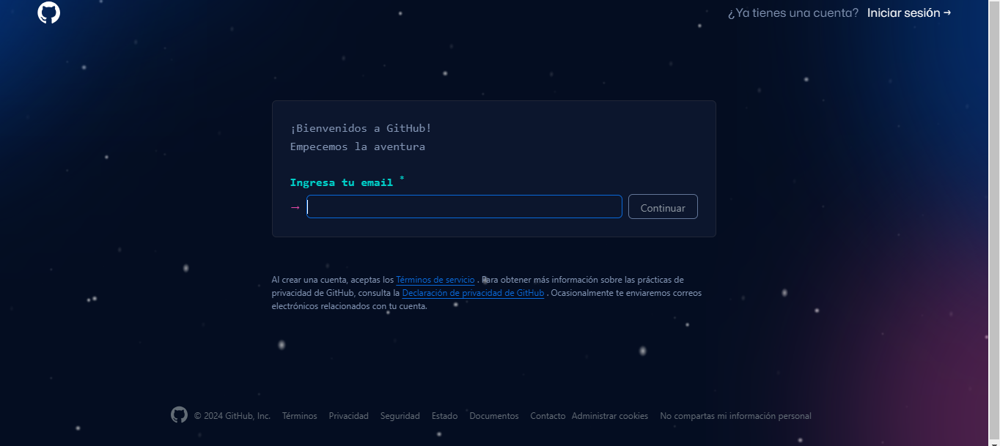 ¿Ya tienes una cuenta? Iniciar sesión →
¡Bienvenidos a GitHub!
Empecemos la aventura
Ingresa tu email *
→ Continuar
Al crear una cuenta, aceptas los Términos de servicio . Para obtener más información sobre las prácticas de
privacidad de GitHub, consulta la Declaración de privacidad de GitHub . Ocasionalmente te enviaremos correos
electrónicos relacionados con tu cuenta.
© 2024 GitHub, Inc. Términos Privacidad Seguridad Estado Documentos Contacto Administrar cookies No compartas mi información personal